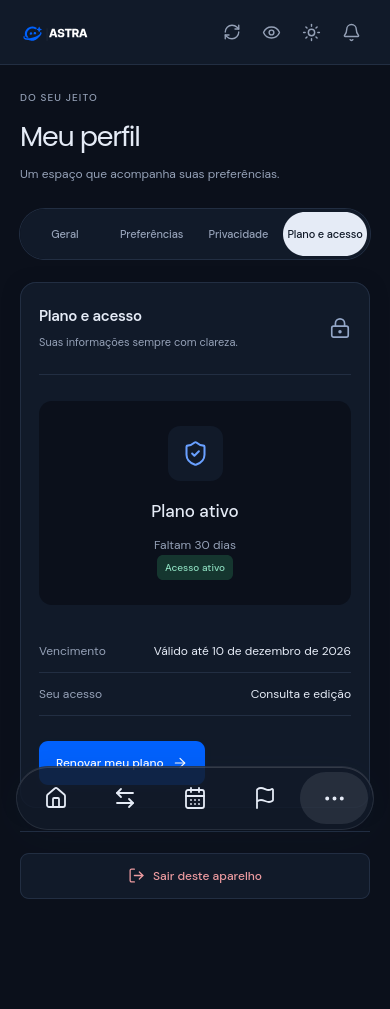 ASTRA
DO SEU JEITO
Meu perfil
Um espaço que acompanha suas preferências.
Geral
Preferências
Privacidade
Plano e acesso
Plano e acesso
Suas informações sempre com clareza.
Plano ativo
Faltam 30 dias
Acesso ativo
Vencimento
Válido até 10 de dezembro de 2026
Seu acesso
Consulta e edição
Renovar meu plano
Sair deste aparelho